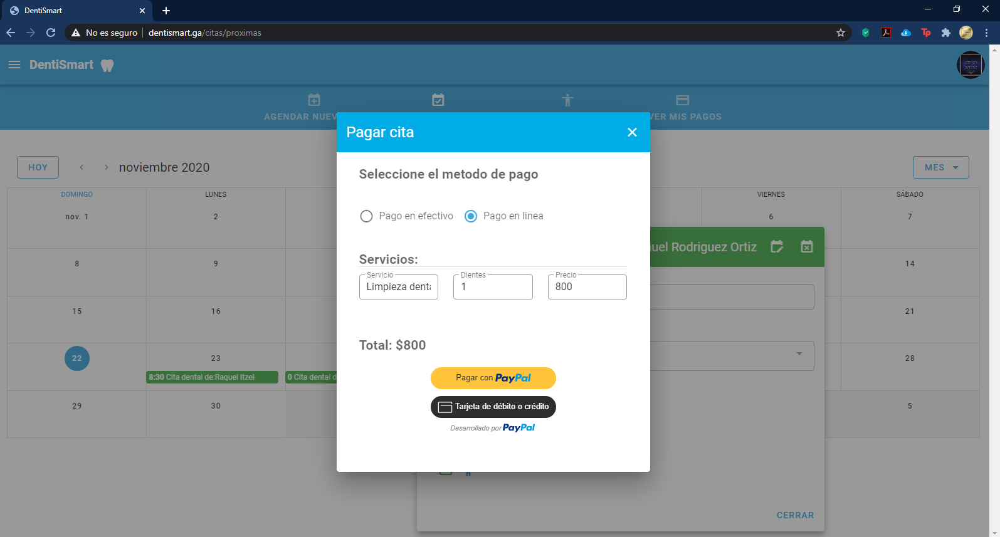 DentiSmart
No es seguro dentismart.ga/citas/proximas
DentiSmart
AGENDAR NUEV
VER MIS PAGOS
Pagar cita
HOY
noviembre 2020
MES
Seleccione el metodo de pago
DOMINGO LUNES VIERNES SÁBADO
nov. 1 2 6 7
Pago en efectivo Pago en linea
uel Rodriguez Ortiz
8 9 14
Servicios:
Servicio Dientes Precio
Limpieza denta 1 800
15 16 21
Total: $800
22 23 28
8:30 Cita dental de:Raquel Itzel
0 Cita dental d
Pagar con PayPal
29 30 5
Tarjeta de débito o crédito
Desarrollado por PayPal
CERRAR